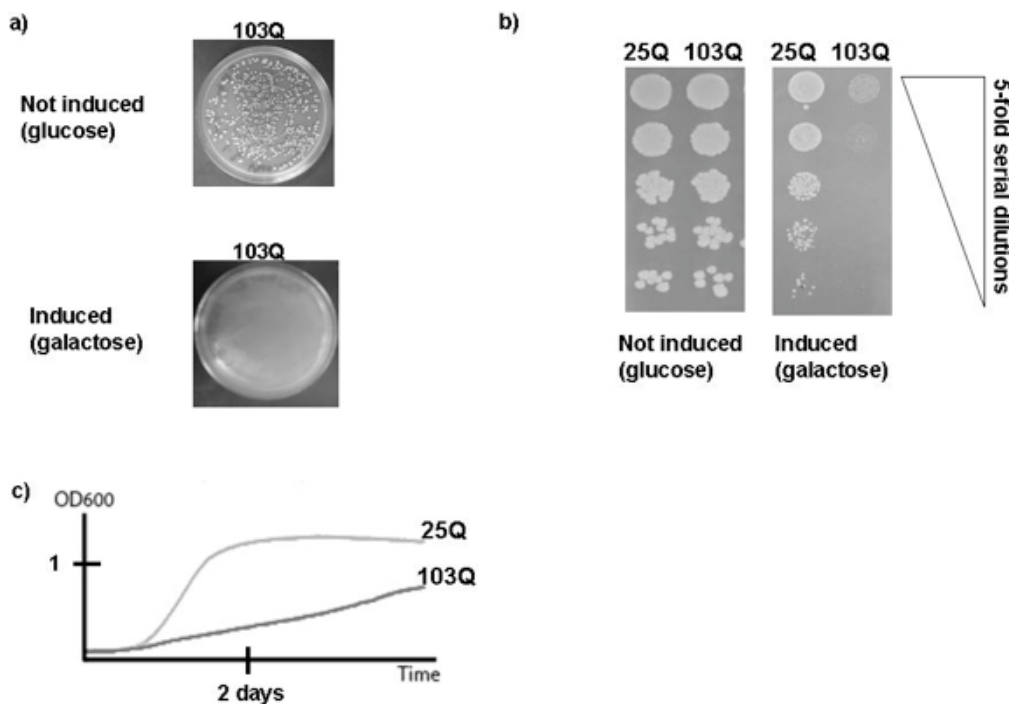 a)
103Q
Not induced
(glucose)
103Q
Induced
(galactose)
b)
25Q 103Q
25Q 103Q
5-fold serial dilutions
Not induced
(glucose)
Induced
(galactose)
c)
OD600
1
25Q
103Q
Time
2 days